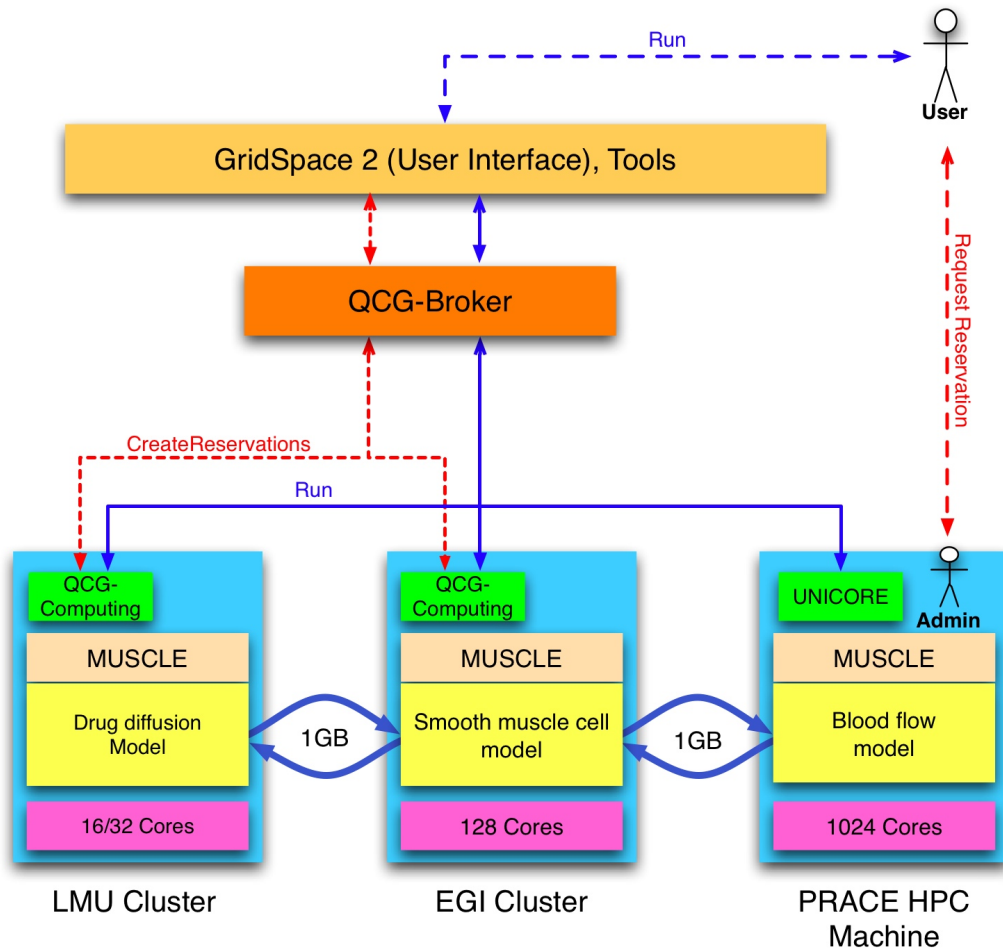 Run
User
GridSpace 2 (User Interface), Tools
Request Reservation
QCG-Broker
CreateReservations
Run
QCG-
Computing
QCG-
Computing
UNICORE
Admin
MUSCLE
MUSCLE
MUSCLE
Drug diffusion
Model
1GB
Smooth muscle cell
model
1GB
Blood flow
model
16/32 Cores
128 Cores
1024 Cores
LMU Cluster
EGI Cluster
PRACE HPC
Machine